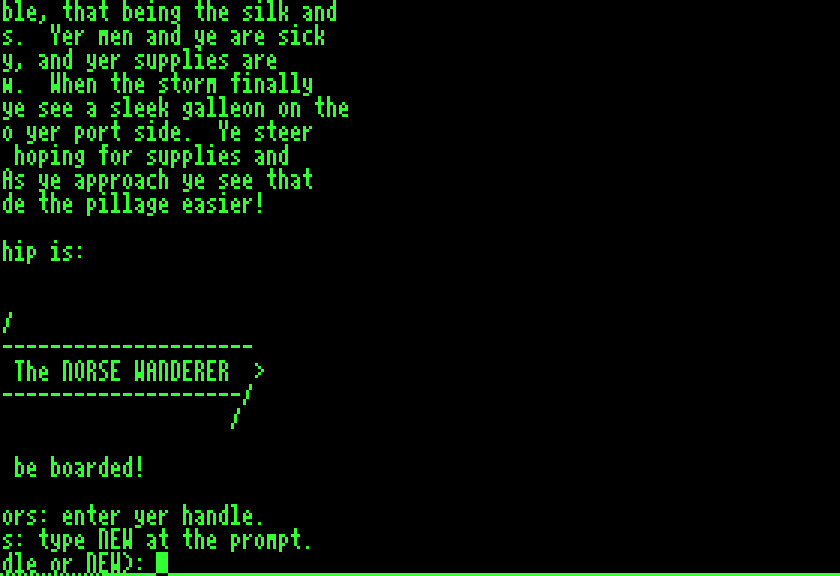 ble, that being the silk and
s.  Yer men and ye are sick
y, and yer supplies are
w.  When the storm finally
ye see a sleek galleon on the
o yer port side.  Ye steer
 hoping for supplies and
As ye approach ye see that
de the pillage easier!
hip is:
/
---------------------
 The NORSE WANDERER  >
--------------------/
                   /
 be boarded!
ors: enter yer handle.
s: type NEW at the prompt.
dle or NEW>: